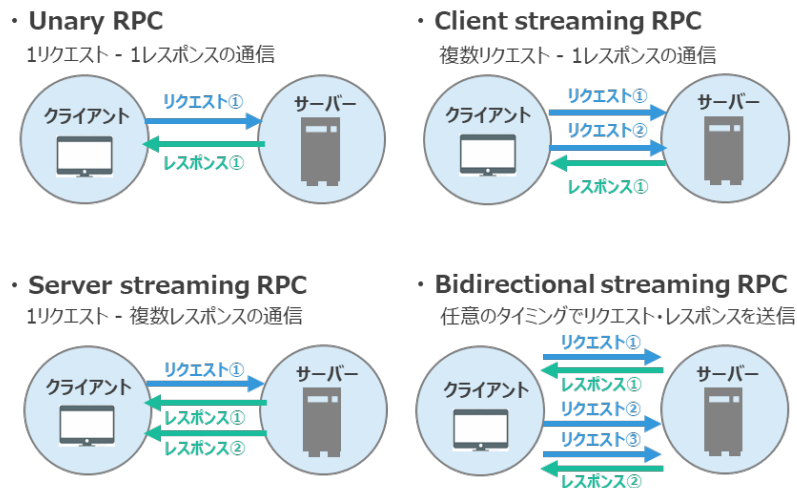 ・Unary RPC
1リクエスト - 1レスポンスの通信
クライアント
リクエスト①
サーバー
レスポンス①
・Client streaming RPC
複数リクエスト - 1レスポンスの通信
クライアント
リクエスト①
サーバー
リクエスト②
レスポンス①
・Server streaming RPC
1リクエスト - 複数レスポンスの通信
クライアント
リクエスト①
サーバー
レスポンス①
レスポンス②
・Bidirectional streaming RPC
任意のタイミングでリクエスト・レスポンスを送信
クライアント
リクエスト①
サーバー
レスポンス①
リクエスト②
リクエスト③
レスポンス②